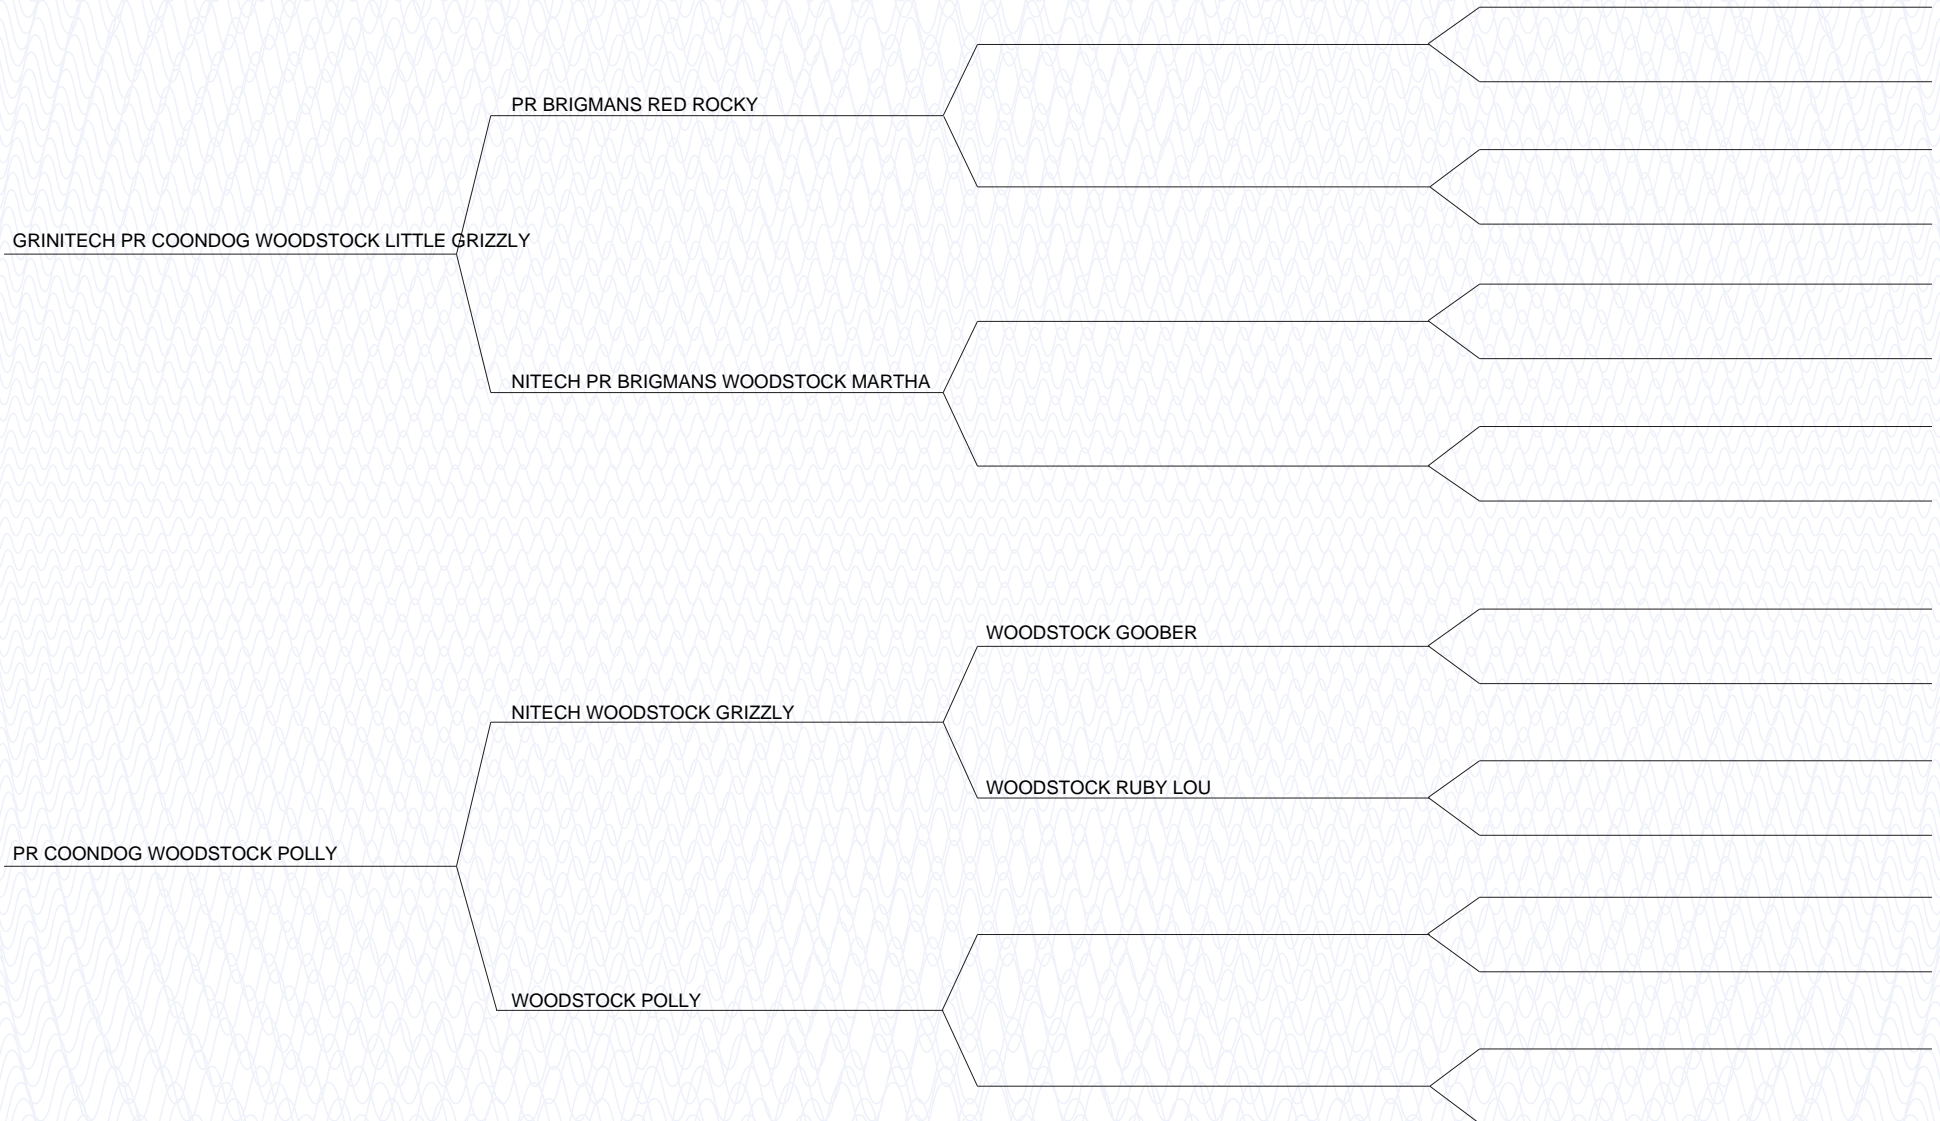 PR BRIGMANS RED ROCKY
GRINITECH PR COONDOG WOODSTOCK LITTLE GRIZZLY
NITECH PR BRIGMANS WOODSTOCK MARTHA
WOODSTOCK GOOBER
NITECH WOODSTOCK GRIZZLY
WOODSTOCK RUBY LOU
PR COONDOG WOODSTOCK POLLY
WOODSTOCK POLLY